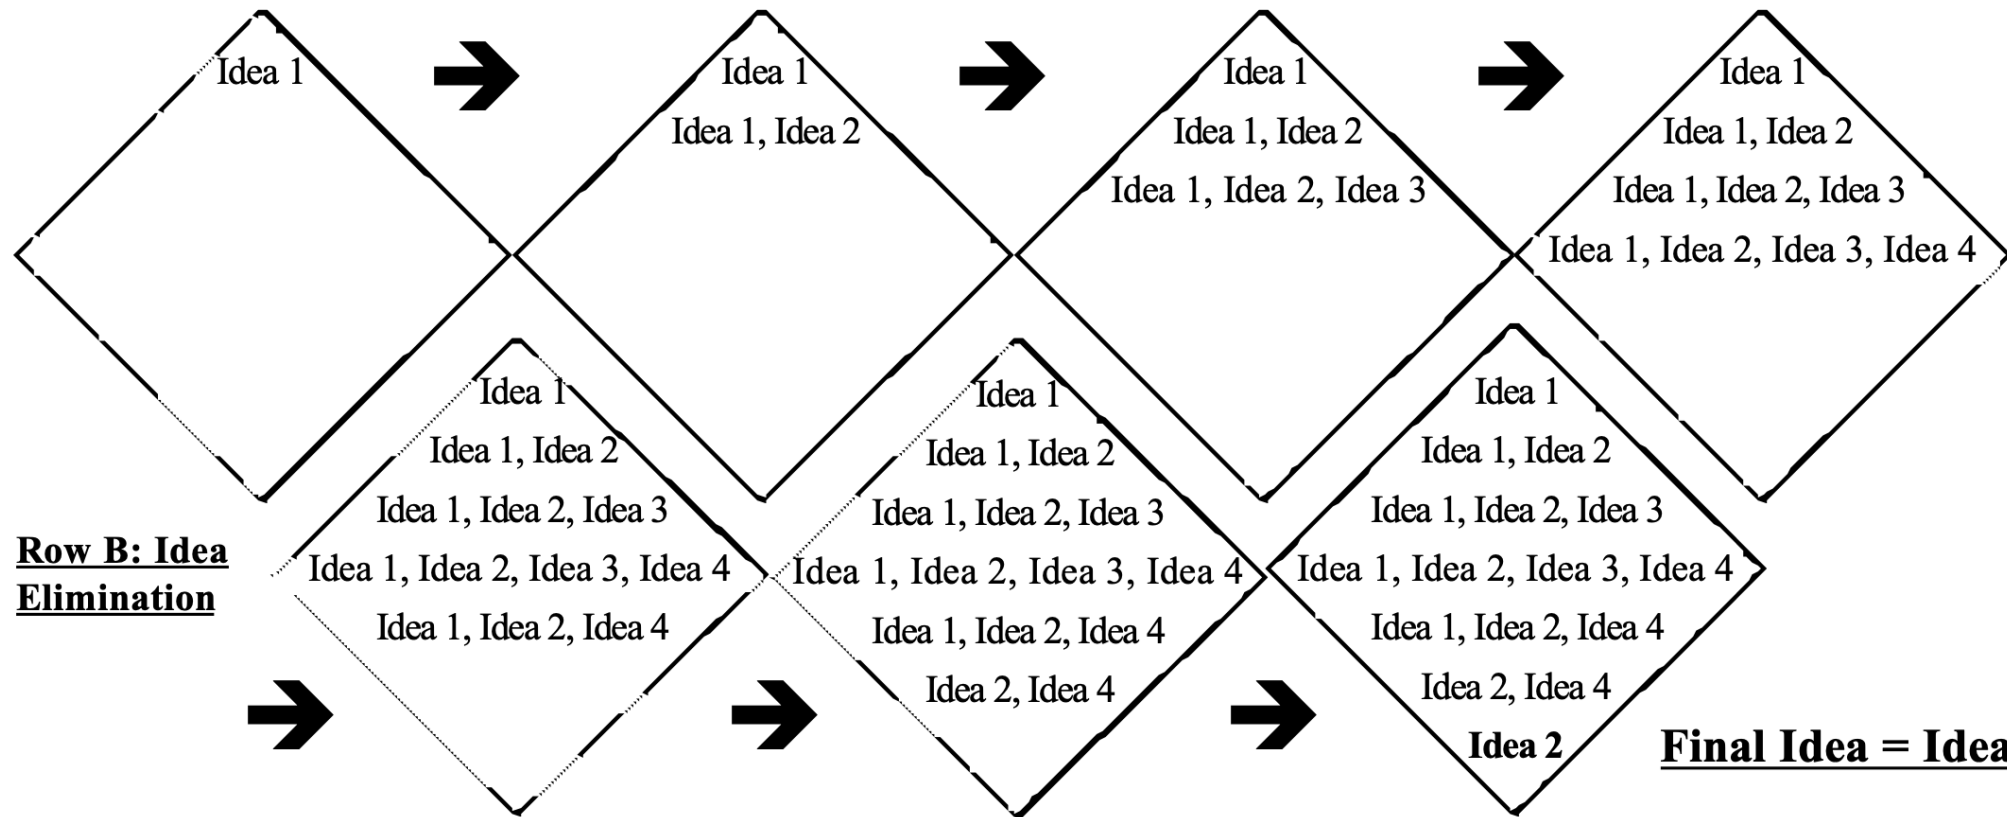 Idea 1
Idea 1
Idea 1, Idea 2
Idea 1
Idea 1, Idea 2
Idea 1, Idea 2, Idea 3
Idea 1
Idea 1, Idea 2
Idea 1, Idea 2, Idea 3
Idea 1, Idea 2, Idea 3, Idea 4
Row B: Idea
Elimination
Idea 1
Idea 1, Idea 2
Idea 1, Idea 2, Idea 3
Idea 1, Idea 2, Idea 3, Idea 4
Idea 1, Idea 2, Idea 4
Idea 1
Idea 1, Idea 2
Idea 1, Idea 2, Idea 3
Idea 1, Idea 2, Idea 3, Idea 4
Idea 1, Idea 2, Idea 4
Idea 2, Idea 4
Idea 1
Idea 1, Idea 2
Idea 1, Idea 2, Idea 3
Idea 1, Idea 2, Idea 3, Idea 4
Idea 1, Idea 2, Idea 4
Idea 2, Idea 4
Idea 2
Final Idea = Idea